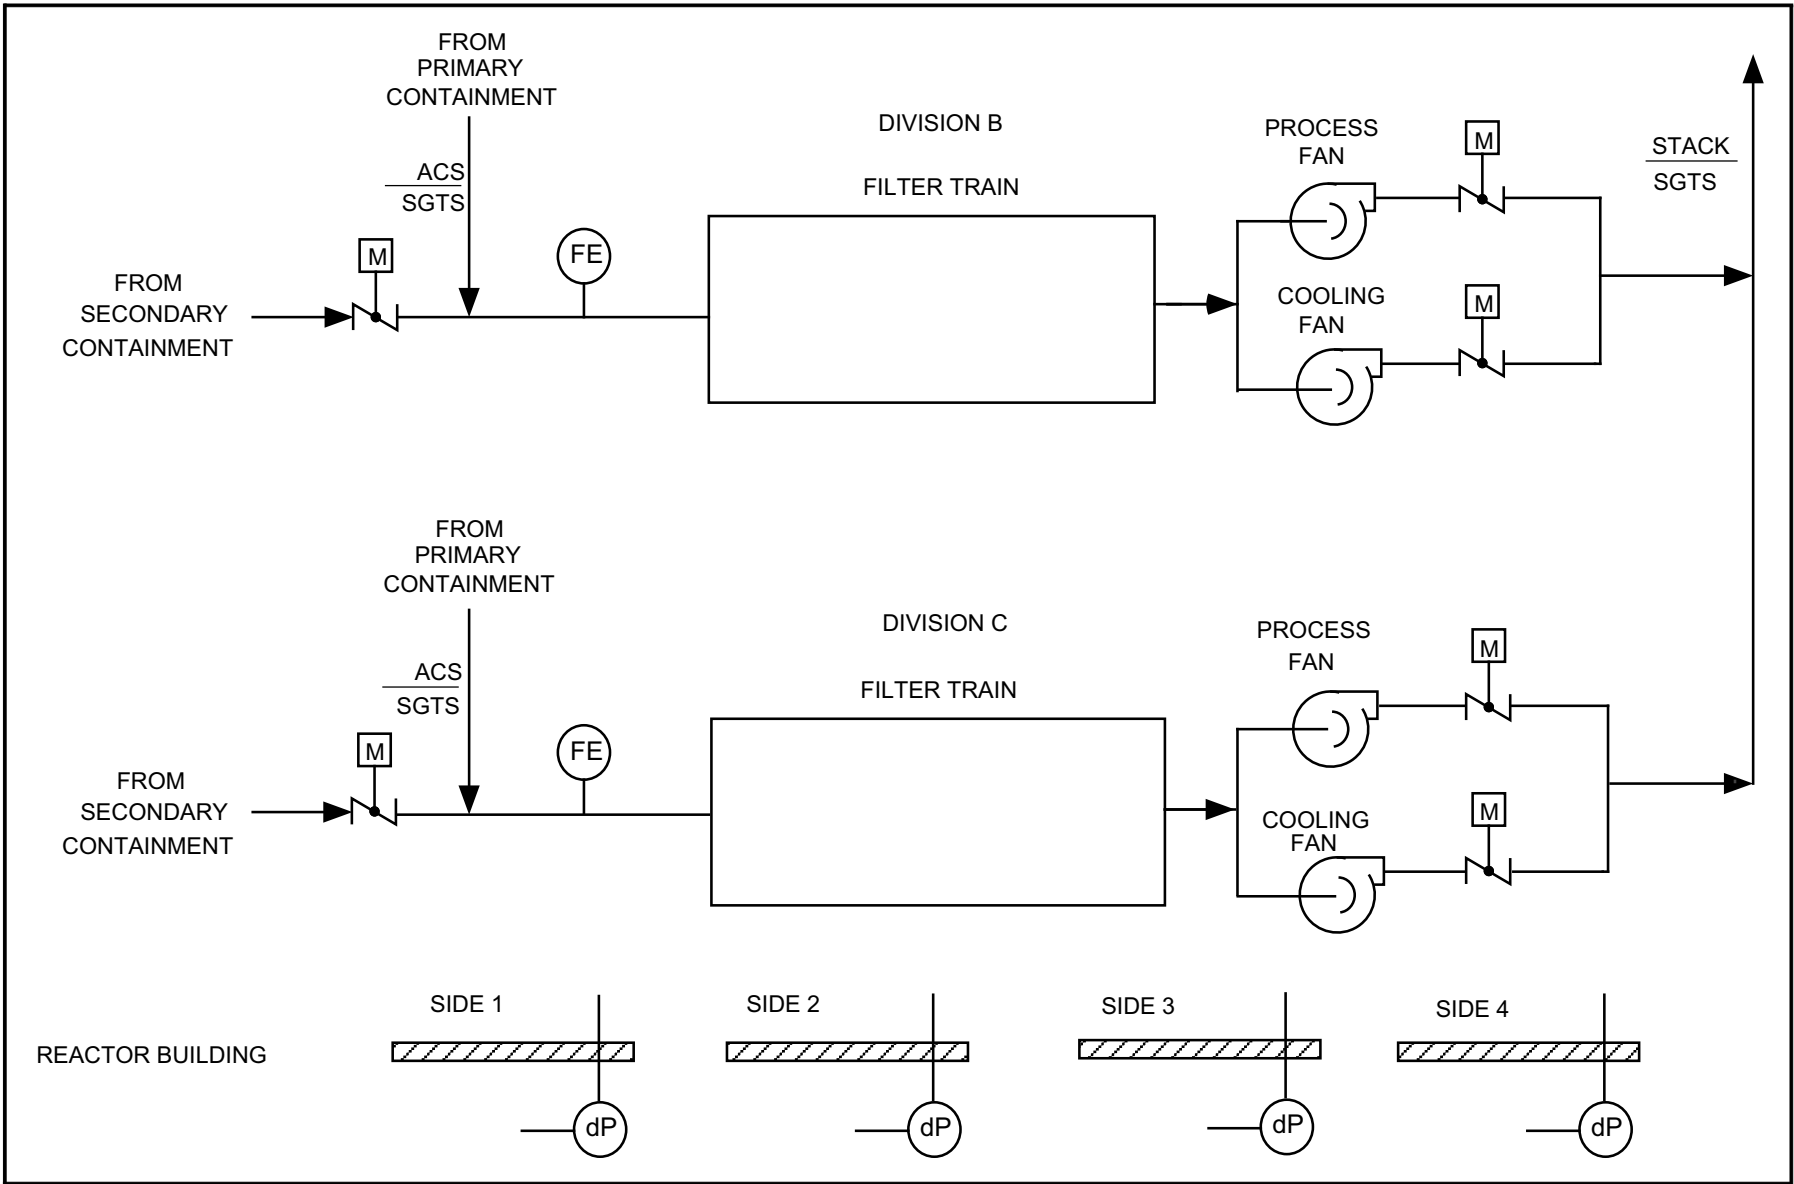 FROM
PRIMARY
CONTAINMENT
DIVISION B
FILTER TRAIN
PROCESS
FAN
M
STACK
SGTS
ACS
SGTS
M
FE
FROM
SECONDARY
CONTAINMENT
COOLING
FAN
M
FROM
PRIMARY
CONTAINMENT
DIVISION C
FILTER TRAIN
PROCESS
FAN
M
ACS
SGTS
M
FE
FROM
SECONDARY
CONTAINMENT
COOLING
FAN
M
SIDE 1
SIDE 2
SIDE 3
SIDE 4
REACTOR BUILDING
dP
dP
dP
dP